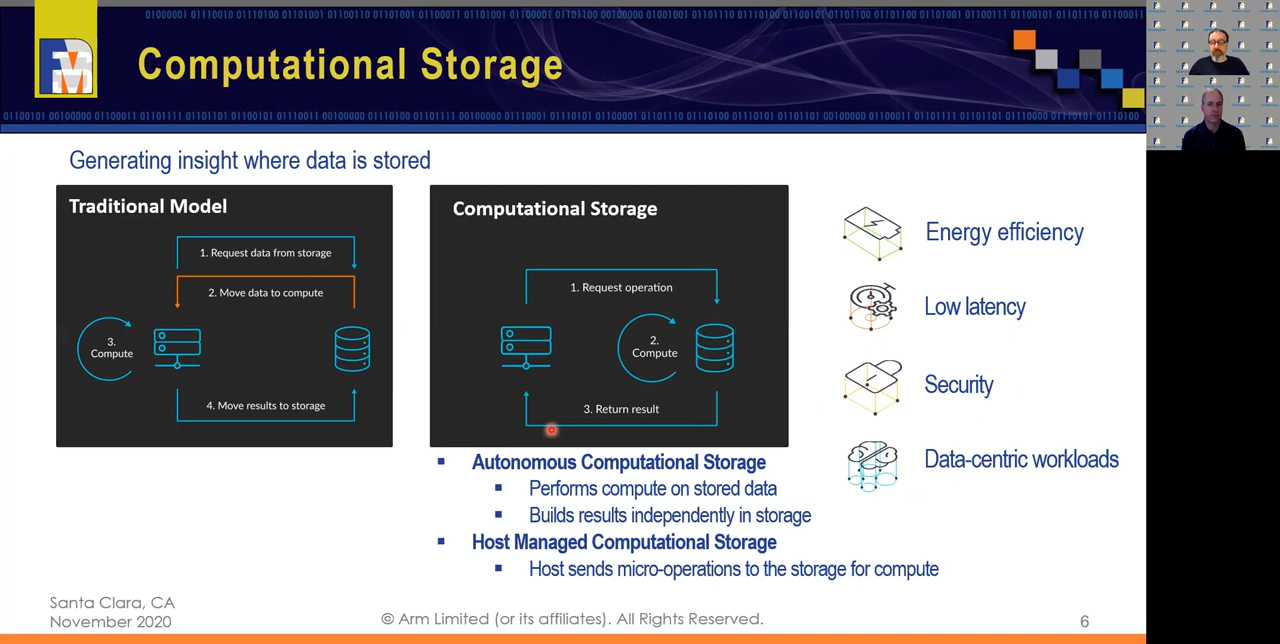 Computational Storage
Generating insight where data is stored
Traditional Model
1. Request data from storage
2. Move data to compute
3.
Compute
4. Move results to storage
Computational Storage
1. Request operation
2.
Compute
3. Return result
Energy efficiency
Low latency
Security
Data-centric workloads
Autonomous Computational Storage
Performs compute on stored data
Builds results independently in storage
Host Managed Computational Storage
Host sends micro-operations to the storage for compute
Santa Clara, CA
November 2020
© Arm Limited (or its affiliates). All Rights Reserved.
6